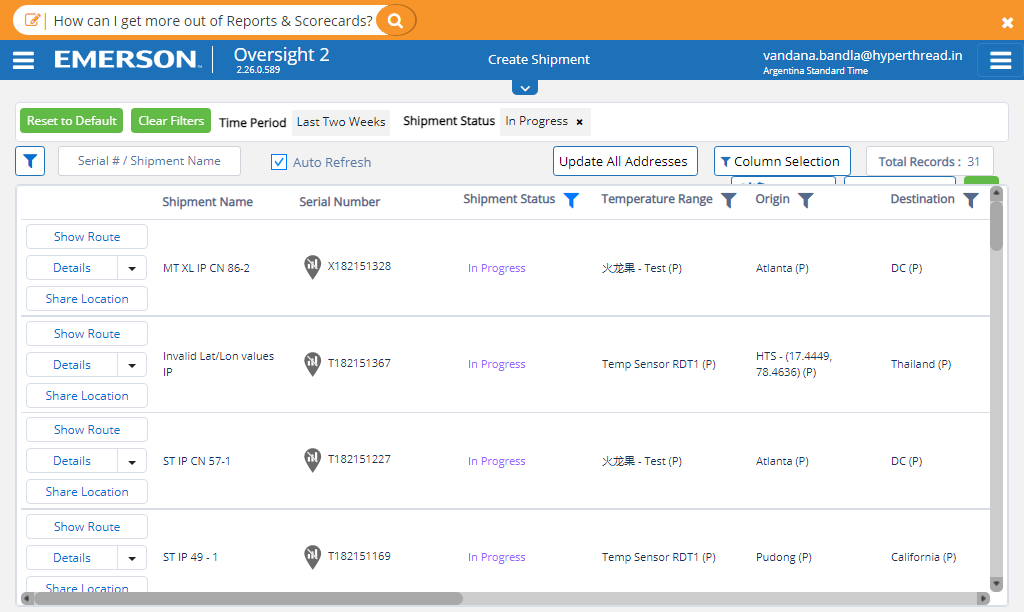 How can I get more out of Reports & Scorecards?
EMERSON™ Oversight 2
2.26.0.589
Create Shipment
vandana.bandla@hyperthread.in
Argentina Standard Time
Reset to Default Clear Filters Time Period Last Two Weeks Shipment Status In Progress ×
Serial # / Shipment Name Auto Refresh Update All Addresses Column Selection Total Records : 31
Shipment Name Serial Number Shipment Status Temperature Range Origin Destination
Show Route
Details MT XL IP CN 86-2 X182151328 In Progress 火龙果 - Test (P) Atlanta (P) DC (P)
Share Location
Show Route
Details Invalid Lat/Lon values IP T182151367 In Progress Temp Sensor RDT1 (P) HTS - (17.4449, 78.4636) (P) Thailand (P)
Share Location
Show Route
Details ST IP CN 57-1 T182151227 In Progress 火龙果 - Test (P) Atlanta (P) DC (P)
Share Location
Show Route
Details ST IP 49 - 1 T182151169 In Progress Temp Sensor RDT1 (P) Pudong (P) California (P)
Share Location